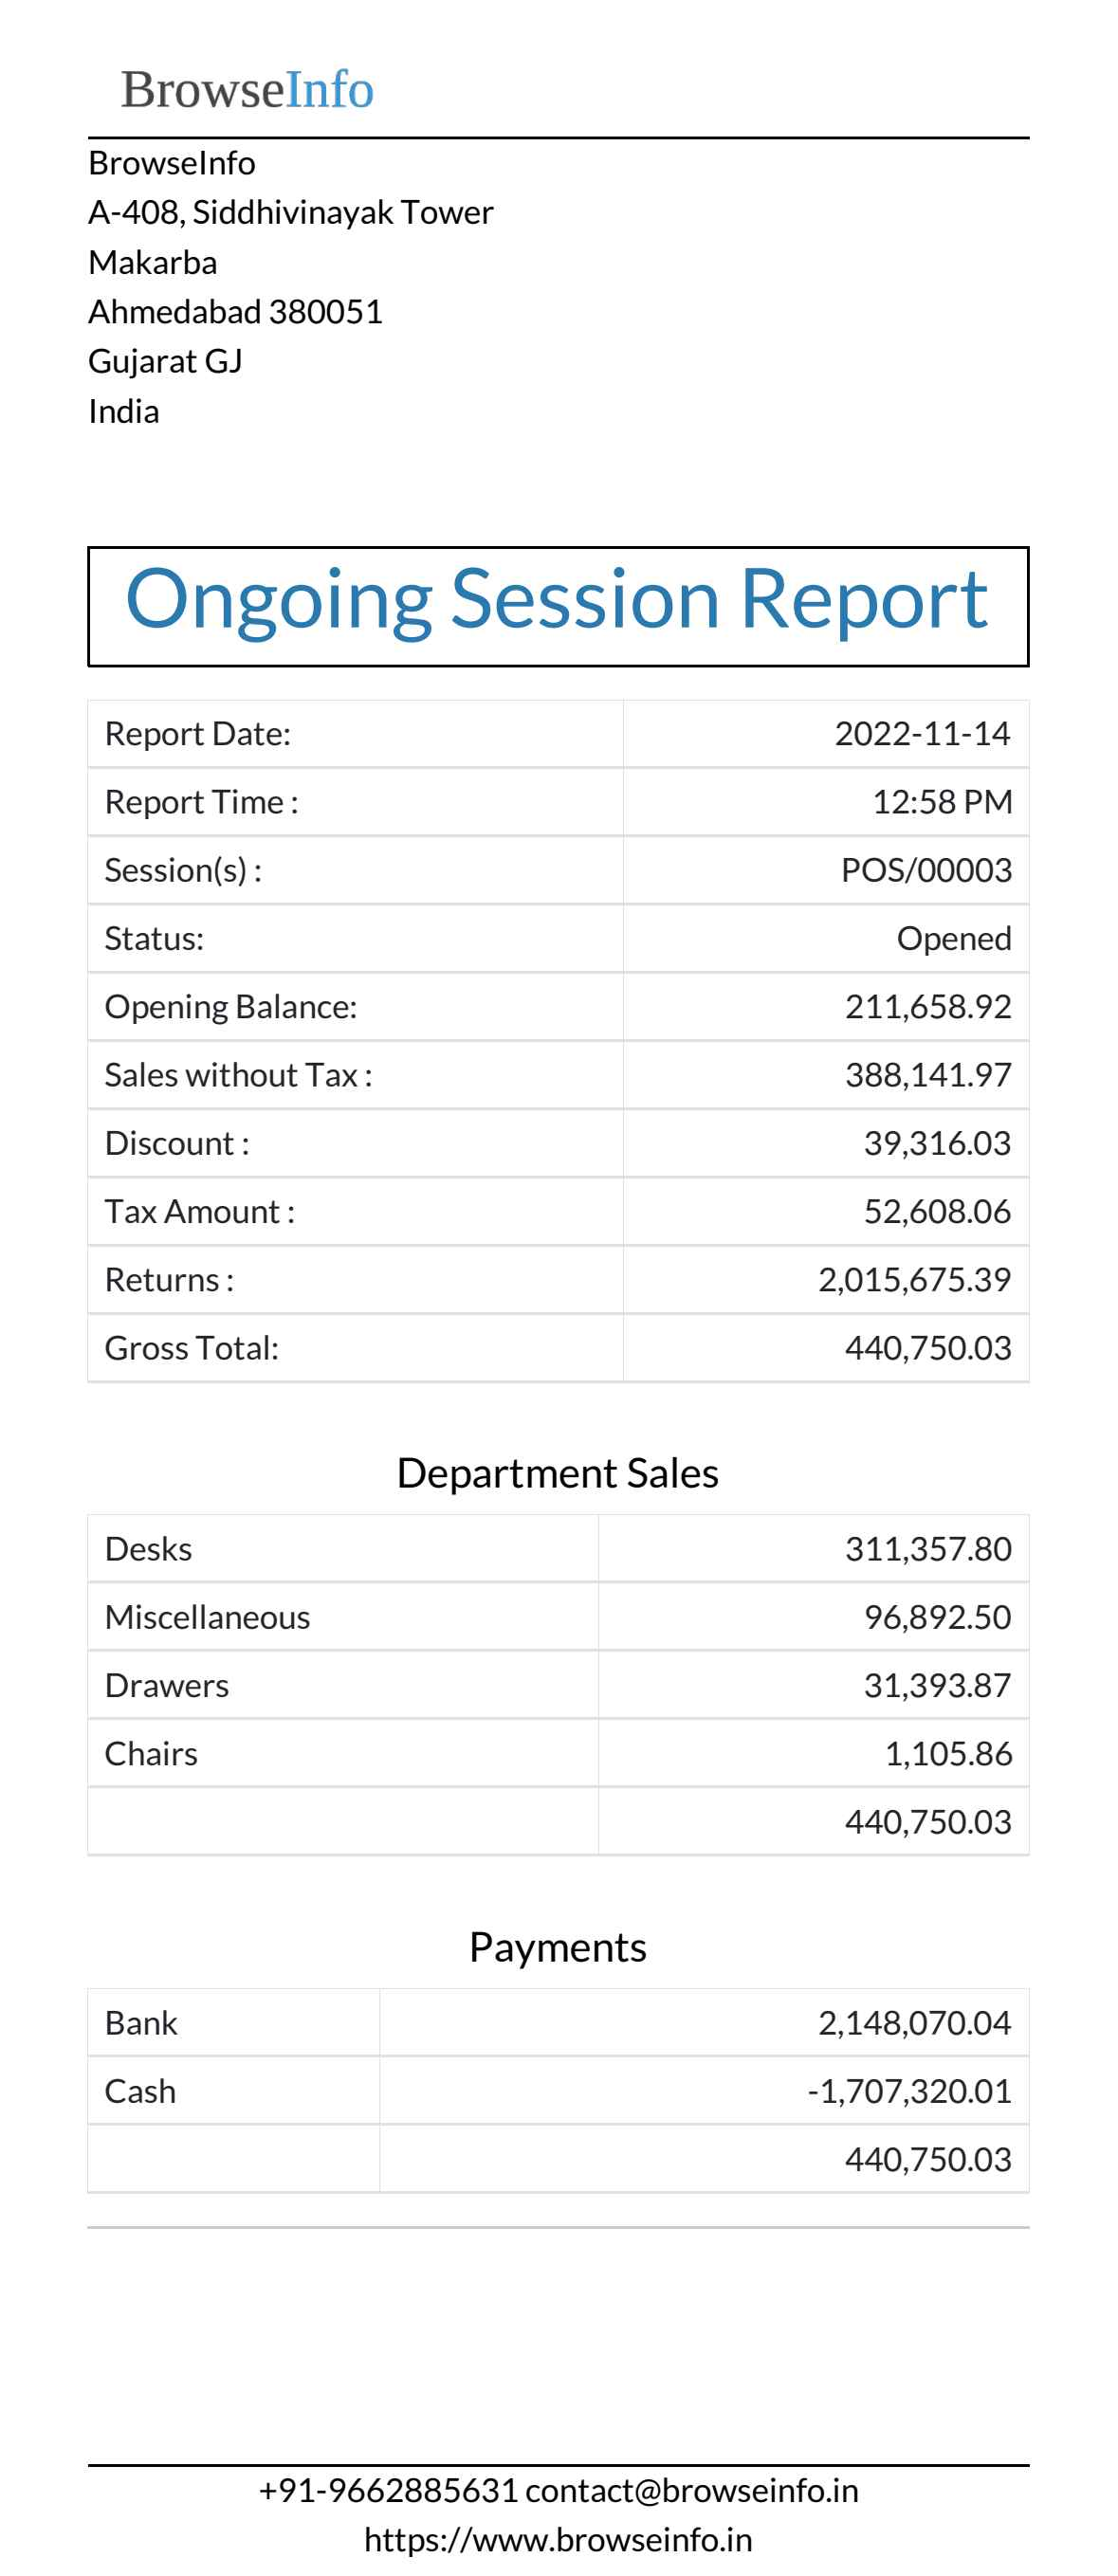 BrowseInfo
BrowseInfo
A-408, Siddhivinayak Tower
Makarba
Ahmedabad 380051
Gujarat GJ
India
Ongoing Session Report
Report Date: 2022-11-14
Report Time : 12:58 PM
Session(s) : POS/00003
Status: Opened
Opening Balance: 211,658.92
Sales without Tax : 388,141.97
Discount : 39,316.03
Tax Amount : 52,608.06
Returns : 2,015,675.39
Gross Total: 440,750.03
Department Sales
Desks 311,357.80
Miscellaneous 96,892.50
Drawers 31,393.87
Chairs 1,105.86
440,750.03
Payments
Bank 2,148,070.04
Cash -1,707,320.01
440,750.03
+91-9662885631 contact@browseinfo.in
https://www.browseinfo.in